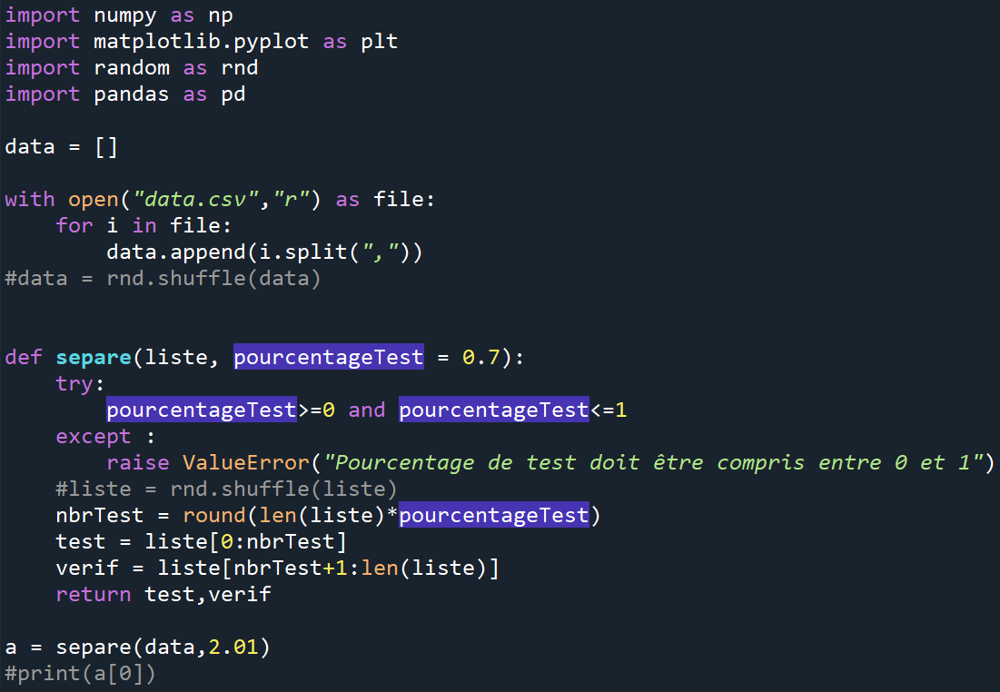 import numpy as np
import matplotlib.pyplot as plt
import random as rnd
import pandas as pd
data = []
with open("data.csv","r") as file:
    for i in file:
        data.append(i.split(","))
#data = rnd.shuffle(data)
def separe(liste, pourcentageTest = 0.7):
    try:
        pourcentageTest>=0 and pourcentageTest<=1
    except :
        raise ValueError("Pourcentage de test doit être compris entre 0 et 1")
    #liste = rnd.shuffle(liste)
    nbrTest = round(len(liste)*pourcentageTest)
    test = liste[0:nbrTest]
    verif = liste[nbrTest+1:len(liste)]
    return test,verif
a = separe(data,2.01)
#print(a[0])